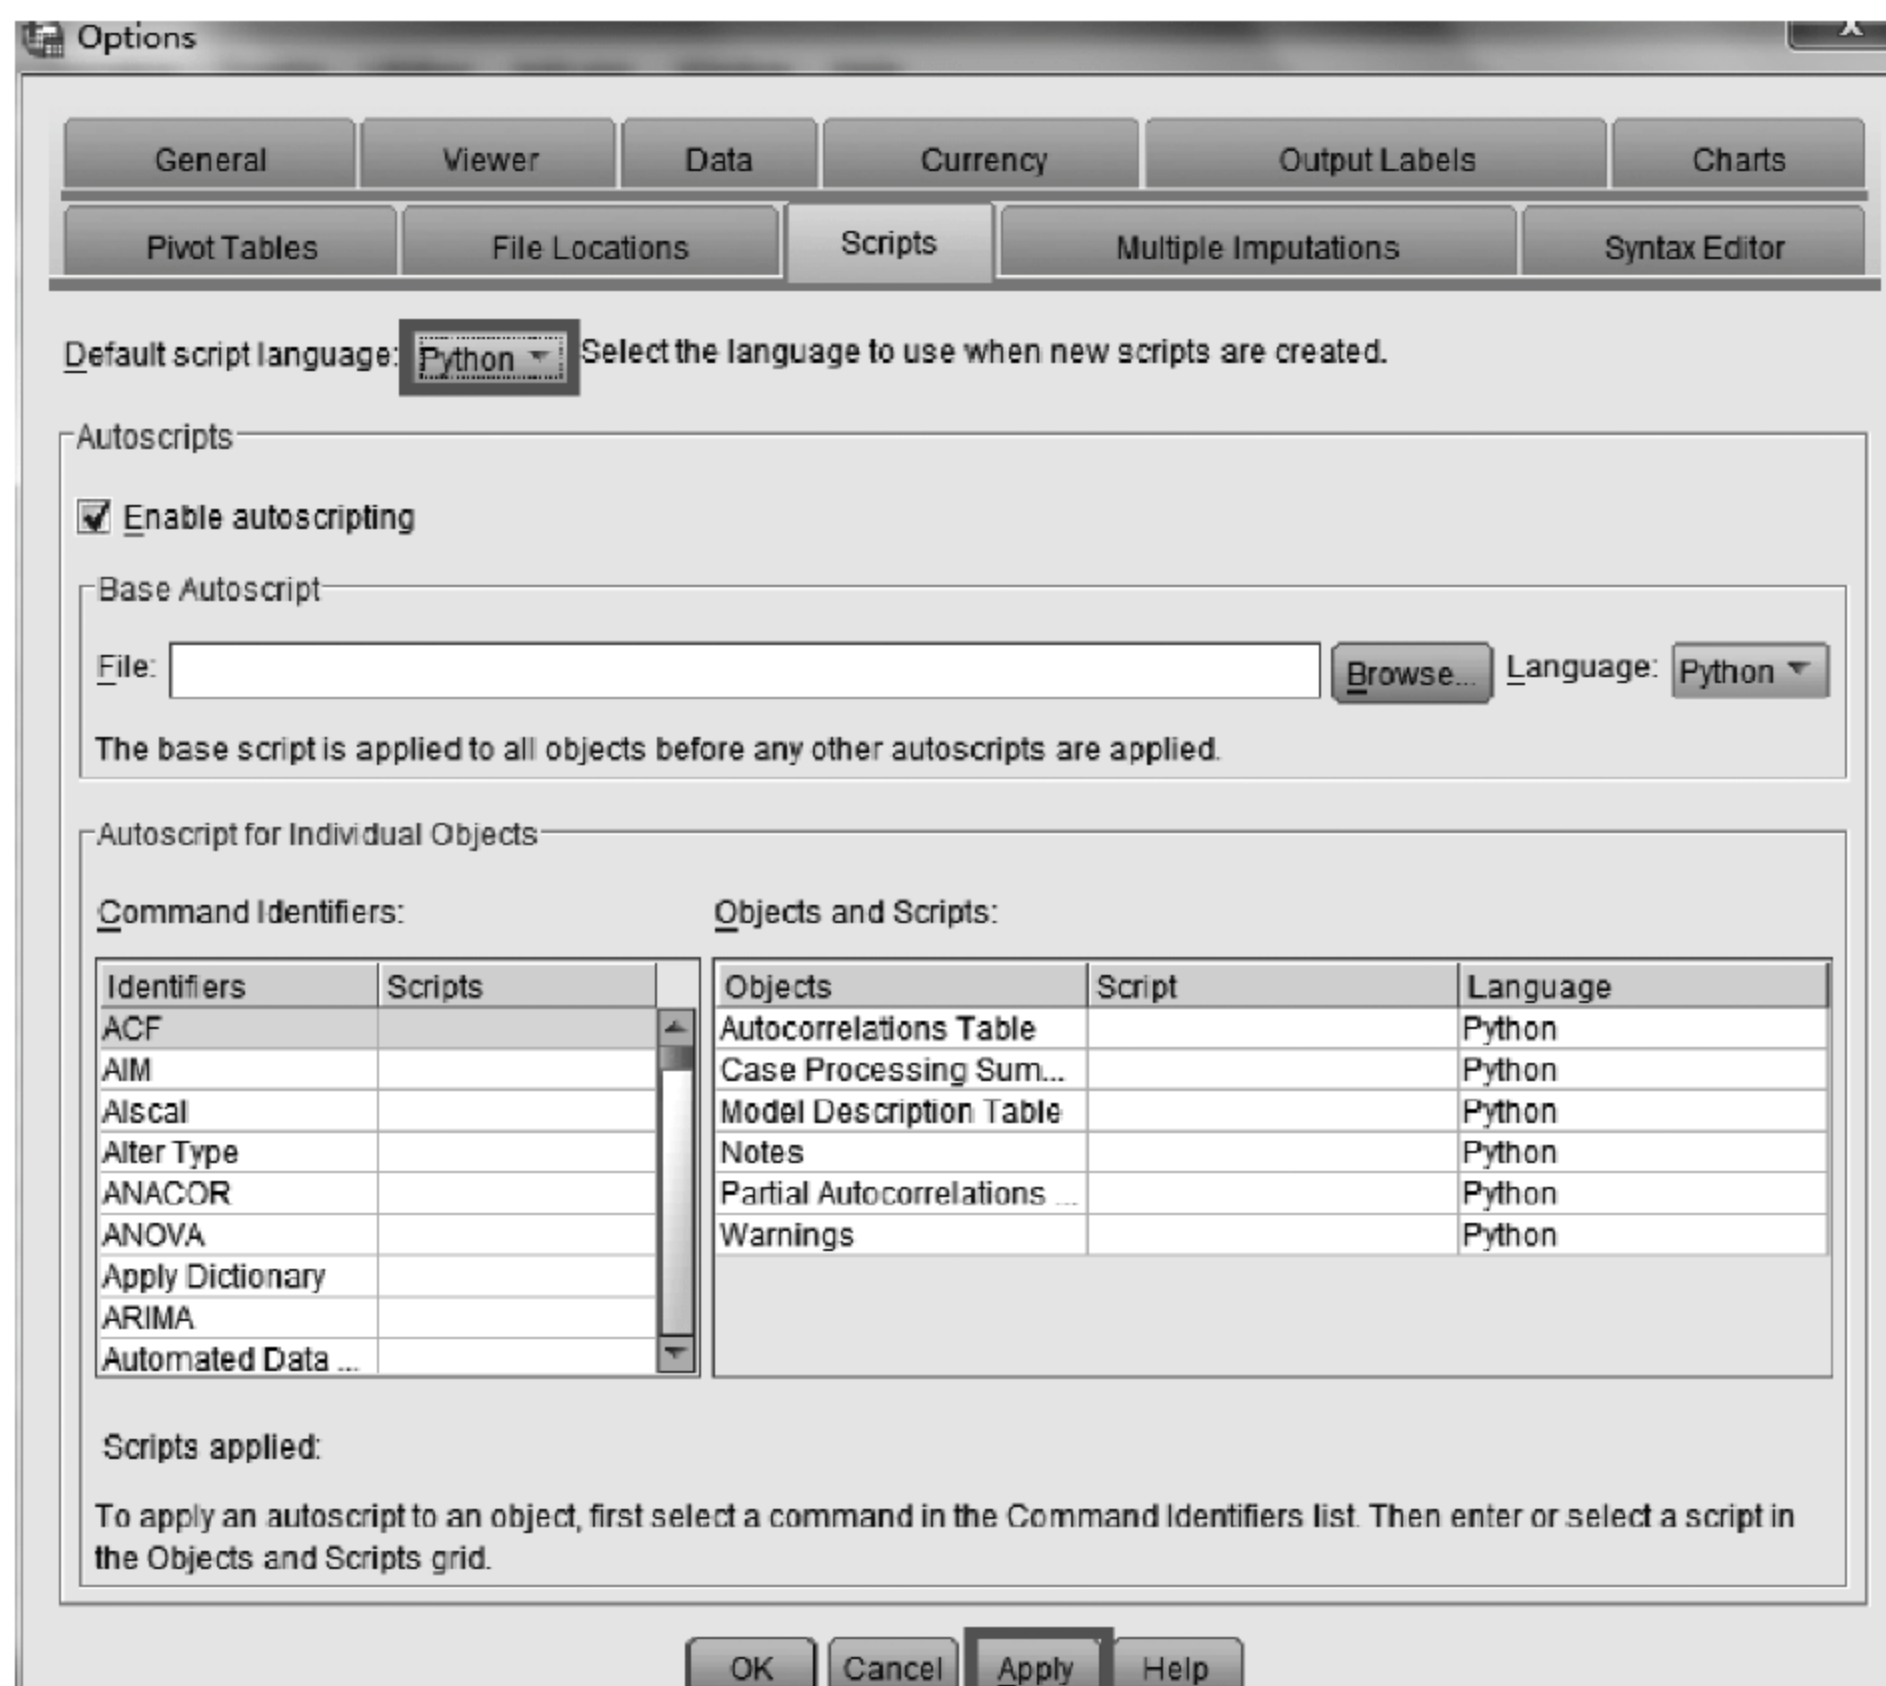 Options
X
General Viewer Data Currency Output Labels Charts
Pivot Tables File Locations Scripts Multiple Imputations Syntax Editor
Default script language: Python Select the language to use when new scripts are created.
Autoscripts
Enable autoscripting
Base Autoscript
File: Browse... Language: Python
The base script is applied to all objects before any other autoscripts are applied.
Autoscript for Individual Objects
Command Identifiers: Objects and Scripts:
Identifiers Scripts Objects Script Language
ACF Autocorrelations Table Python
AIM Case Processing Sum... Python
Alscal Model Description Table Python
Alter Type Notes Python
ANACOR Partial Autocorrelations ... Python
ANOVA Warnings Python
Apply Dictionary
ARIMA
Automated Data ...
Scripts applied:
To apply an autoscript to an object, first select a command in the Command Identifiers list. Then enter or select a script in
the Objects and Scripts grid.
OK Cancel Apply Help